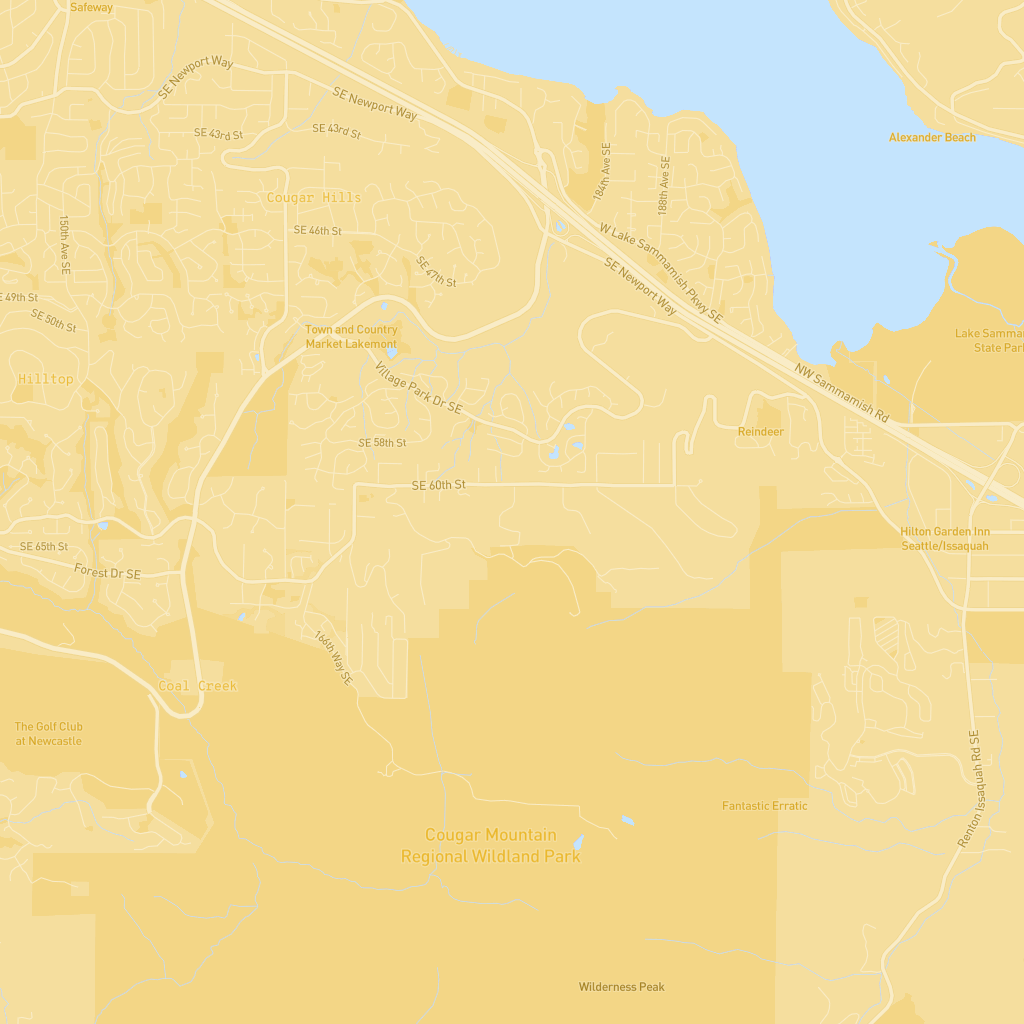 Safeway
SE Newport Way
SE Newport Way
SE 43rd St
SE 43rd St
Alexander Beach
184th Ave SE
188th Ave SE
Cougar Hills
150th Ave SE
SE 46th St
W Lake Sammamish Pkwy SE
SE 47th St
SE Newport Way
SE 49th St
SE 50th St
Town and Country
Market Lakemont
Lake Sammam
State Park
Hilltop
Village Park Dr SE
NW Sammamish Rd
Reindeer
SE 58th St
SE 60th St
Hilton Garden Inn
Seattle/Issaquah
SE 65th St
Forest Dr SE
166th Way SE
Coal Creek
The Golf Club
at Newcastle
Renton Issaquah Rd SE
Fantastic Erratic
Cougar Mountain
Regional Wildland Park
Wilderness Peak